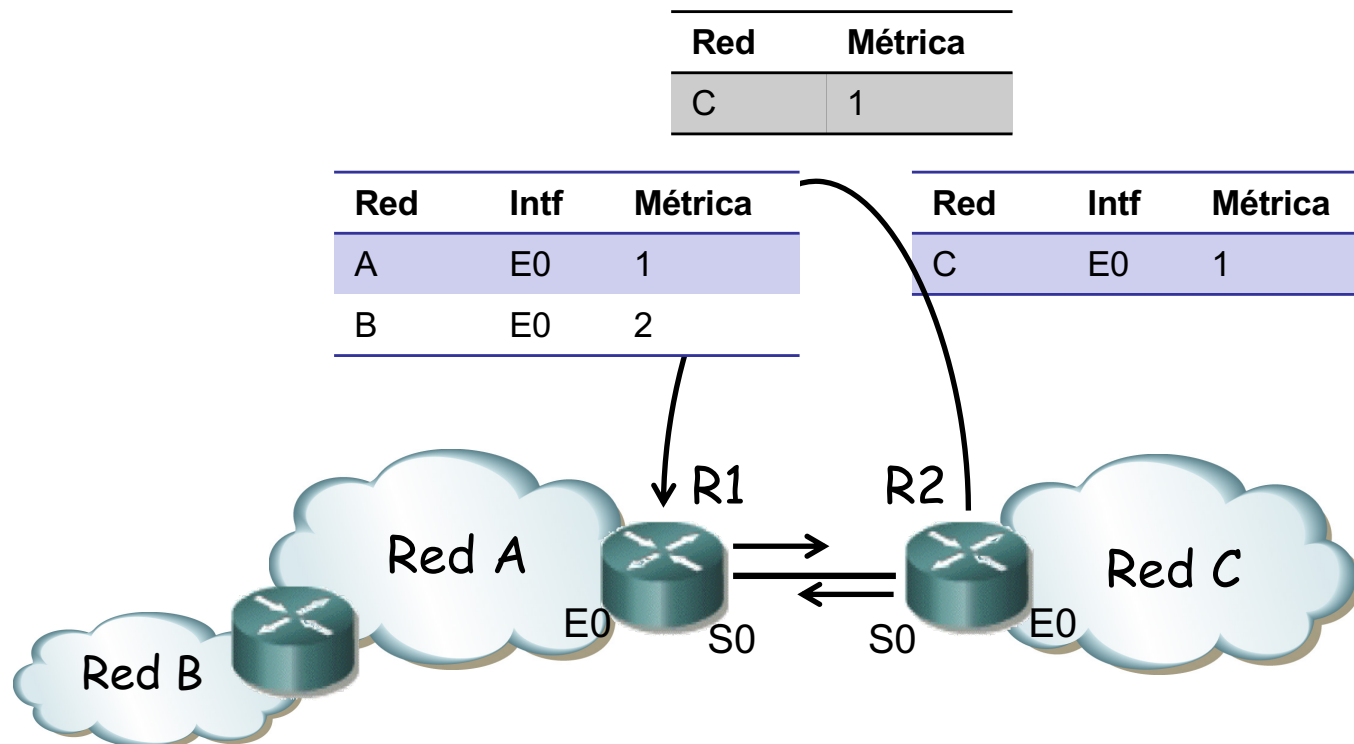 Red Métrica
C 1
Red Intf Métrica
A E0 1
B E0 2
Red Intf Métrica
C E0 1
R1
R2
Red A
Red C
E0
S0
S0
E0
Red B